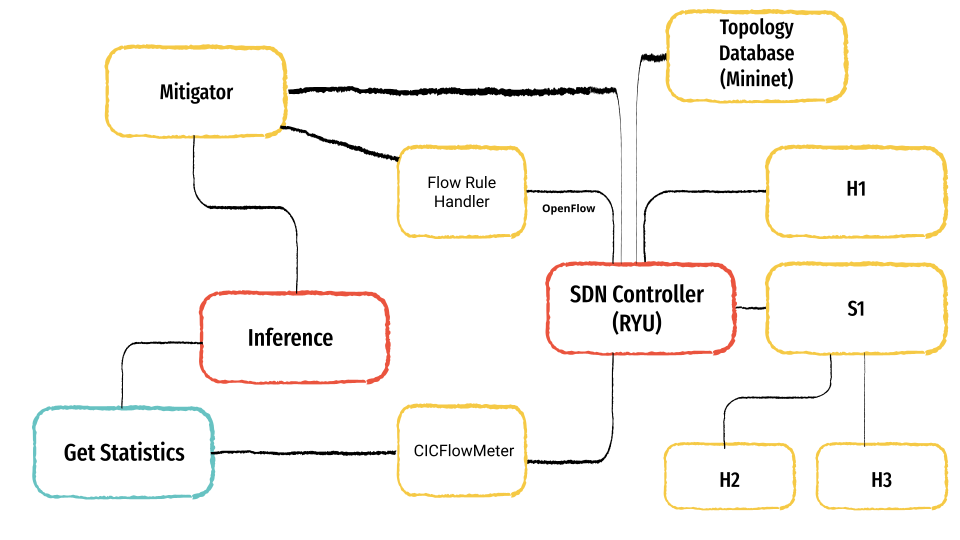 Topology
Database
(Mininet)
Mitigator
Flow Rule
Handler
OpenFlow
H1
SDN Controller
(RYU)
S1
Inference
Get Statistics
CICFlowMeter
H2
H3